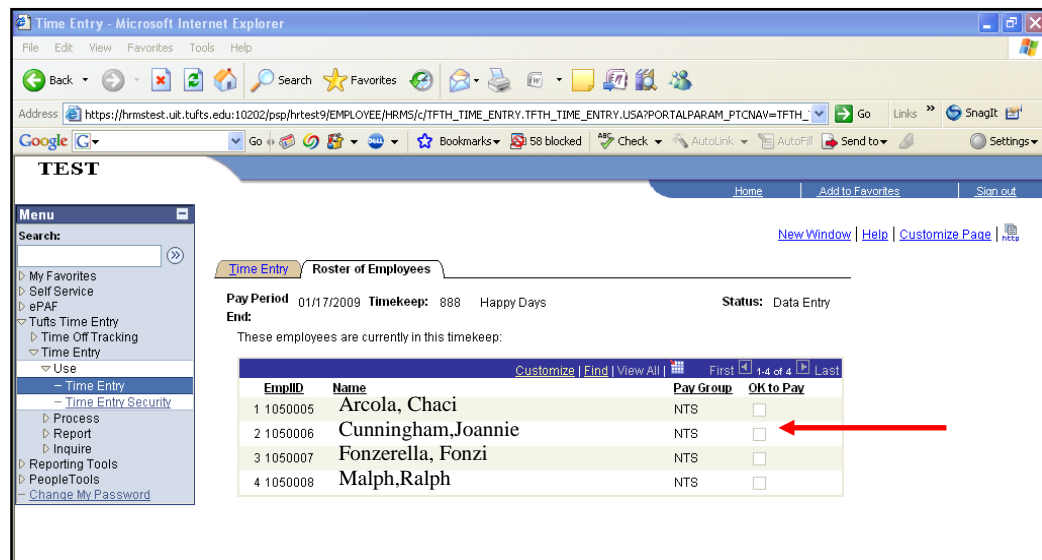 Time Entry - Microsoft Internet Explorer
File Edit View Favorites Tools Help
Back Search Favorites
Address https://hrmstest.uit.tufts.edu:10202/psp/hrtest9/EMPLOYEE/HRMS/c/TFTH_TIME_ENTRY.TFTH_TIME_ENTRY.USA?PORTALPARAM_PTCNAV=TFTH_ Go Links » SnagIt
Google G Go Bookmarks 58 blocked ABC Check AutoLink AutoFill Send to Settings
TEST
Home Add to Favorites Sign out
Menu
New Window | Help | Customize Page | http
Search:
My Favorites
Self Service
ePAF
Tufts Time Entry
Time Off Tracking
Time Entry
Use
– Time Entry
– Time Entry Security
Process
Report
Inquire
Reporting Tools
PeopleTools
– Change My Password
Time Entry Roster of Employees
Pay Period End: 01/17/2009 Timekeep: 888 Happy Days Status: Data Entry
These employees are currently in this timekeep:
Customize | Find | View All | First 1-4 of 4 Last
EmplID Name Pay Group OK to Pay
1 1050005 Arcola, Chaci NTS
2 1050006 Cunningham,Joannie NTS
3 1050007 Fonzerella, Fonzi NTS
4 1050008 Malph,Ralph NTS